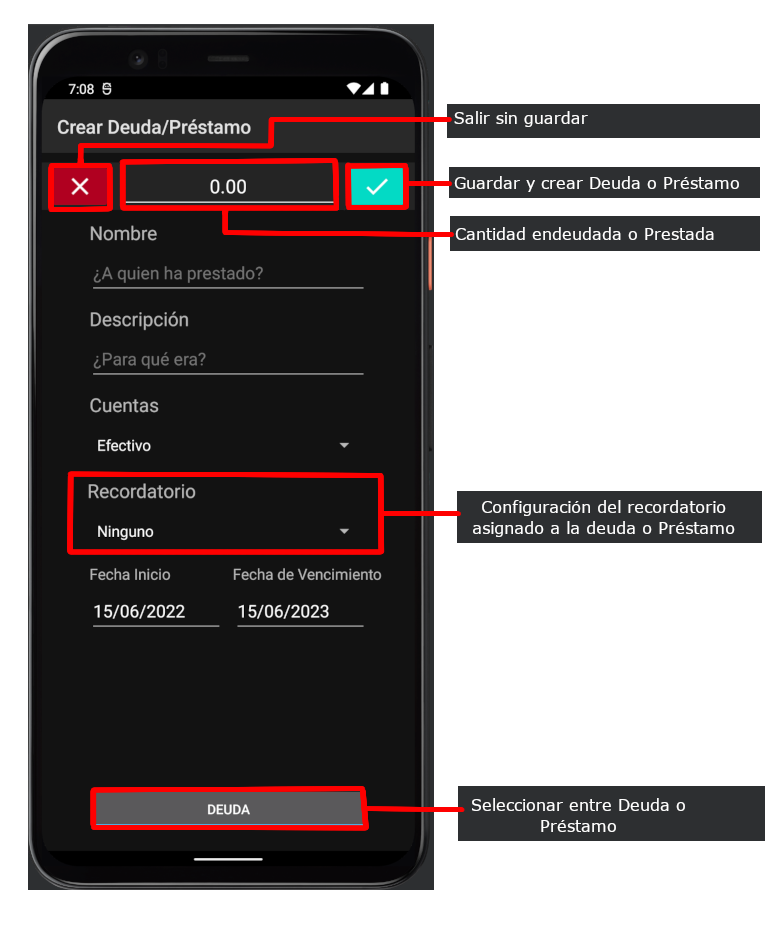 7:08
Crear Deuda/Préstamo
Salir sin guardar
0.00
Guardar y crear Deuda o Préstamo
Cantidad endeudada o Prestada
Nombre
¿A quien ha prestado?
Descripción
¿Para qué era?
Cuentas
Efectivo
Recordatorio
Ninguno
Configuración del recordatorio
asignado a la deuda o Préstamo
Fecha Inicio Fecha de Vencimiento
15/06/2022 15/06/2023
DEUDA
Seleccionar entre Deuda o
Préstamo